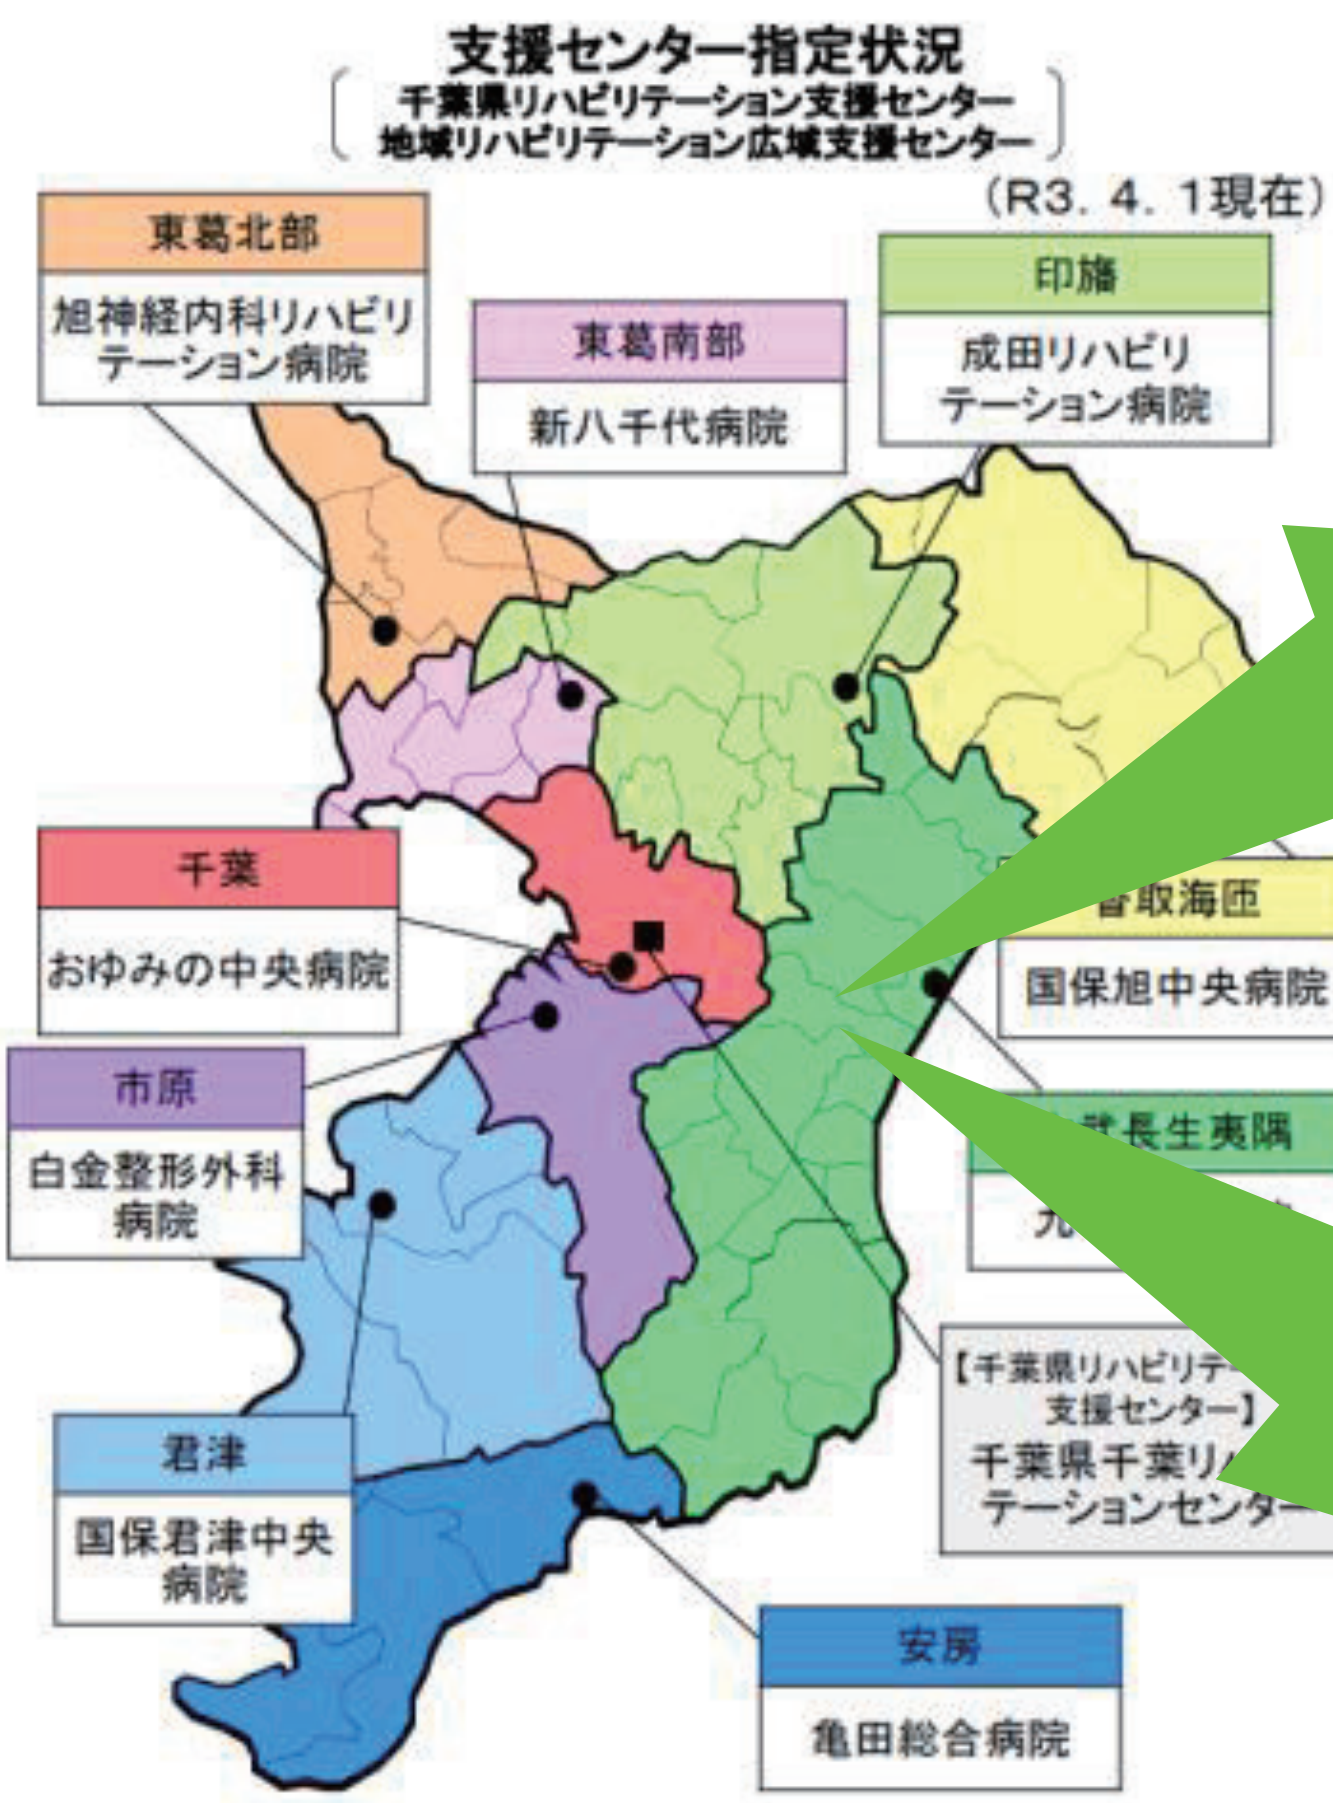 支援センター指定状況
千葉県リハビリテーション支援センター
地域リハビリテーション広域支援センター
（R3．4．1現在）
東葛北部
旭神経内科リハビリ
テーション病院
東葛南部
新八千代病院
印旛
成田リハビリ
テーション病院
千葉
おゆみの中央病院
香取海匝
国保旭中央病院
市原
白金整形外科
病院
長生夷隅
【千葉県リハビリテー
支援センター】
千葉県千葉リハ
テーションセンター
君津
国保君津中央
病院
安房
亀田総合病院